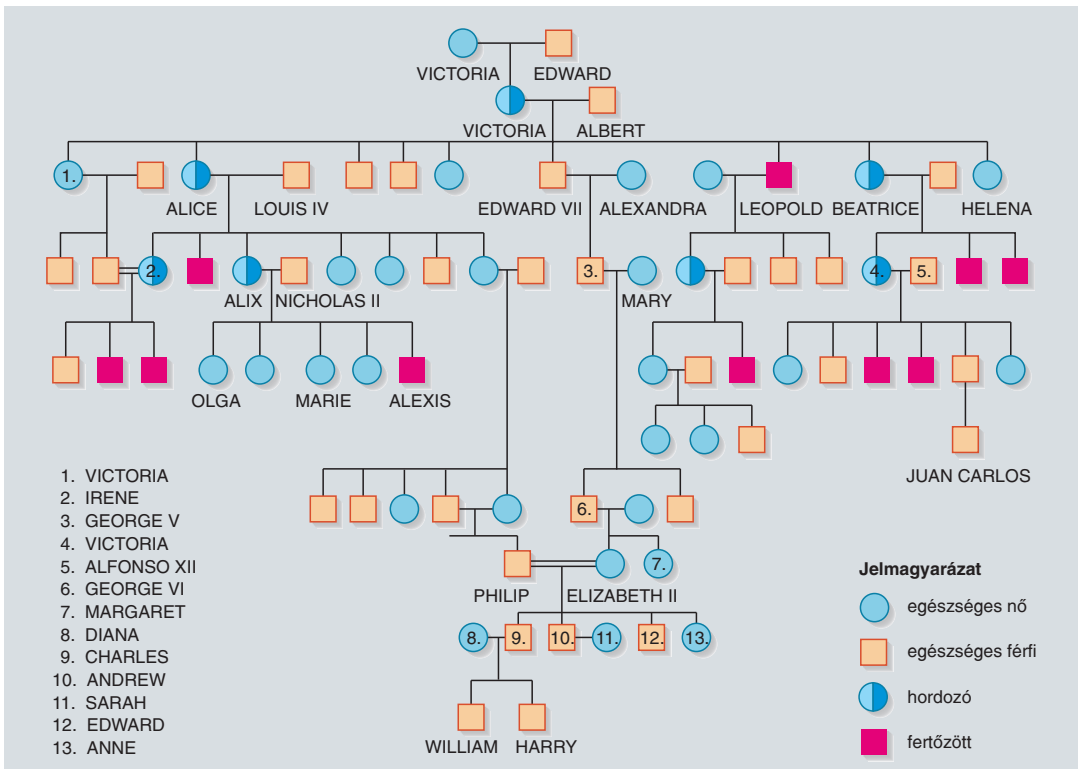 VICTORIA EDWARD
VICTORIA ALBERT
1.
ALICE LOUIS IV EDWARD VII ALEXANDRA LEOPOLD BEATRICE HELENA
2. 3. 4. 5.
ALIX NICHOLAS II MARY
OLGA MARIE ALEXIS
JUAN CARLOS
6.
7.
PHILIP ELIZABETH II
8. 9. 10. 11. 12. 13.
WILLIAM HARRY
1. VICTORIA
2. IRENE
3. GEORGE V
4. VICTORIA
5. ALFONSO XII
6. GEORGE VI
7. MARGARET
8. DIANA
9. CHARLES
10. ANDREW
11. SARAH
12. EDWARD
13. ANNE
Jelmagyarázat
egészséges nő
egészséges férfi
hordozó
fertőzött